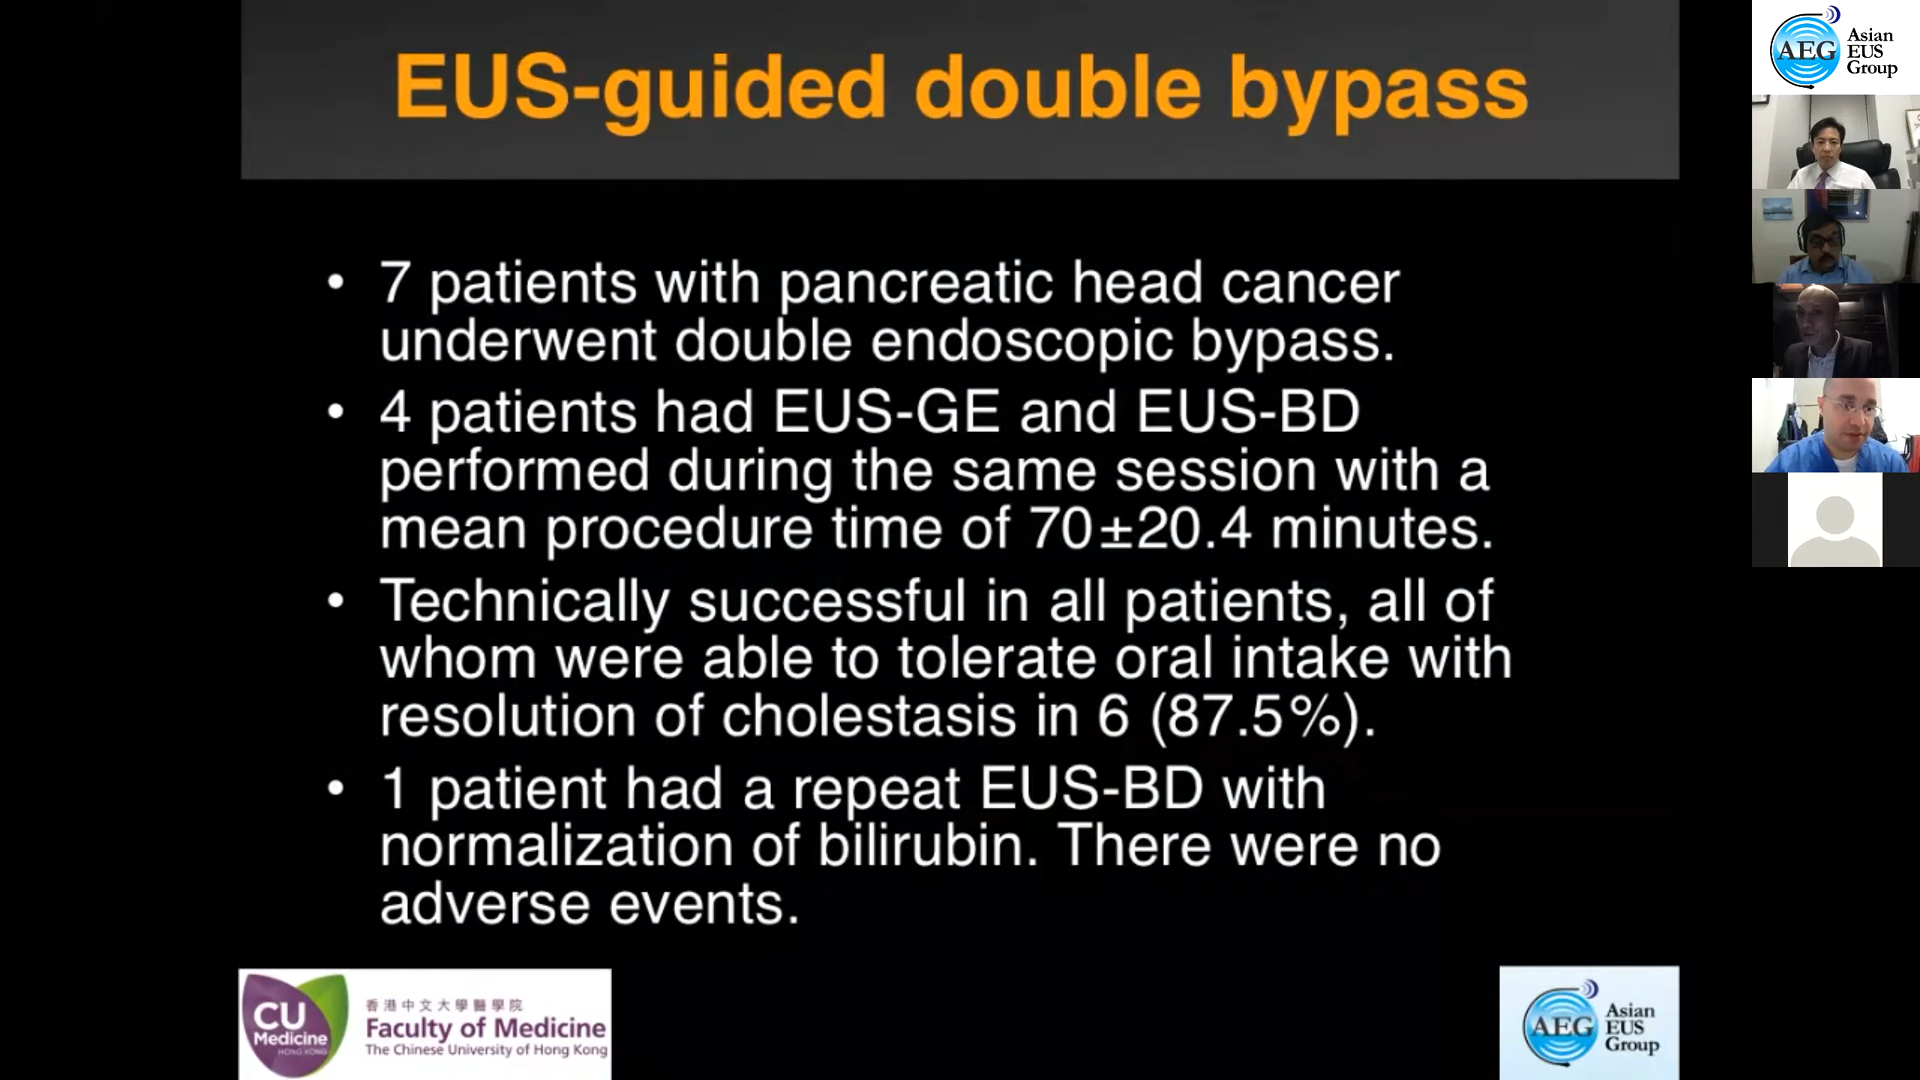 EUS-guided double bypass
• 7 patients with pancreatic head cancer
underwent double endoscopic bypass.
• 4 patients had EUS-GE and EUS-BD
performed during the same session with a
mean procedure time of 70±20.4 minutes.
• Technically successful in all patients, all of
whom were able to tolerate oral intake with
resolution of cholestasis in 6 (87.5%).
• 1 patient had a repeat EUS-BD with
normalization of bilirubin. There were no
adverse events.
CU
Medicine
HONG KONG
香港中文大學醫學院
Faculty of Medicine
The Chinese University of Hong Kong
AEG
Asian
EUS
Group
AEG
Asian
EUS
Group